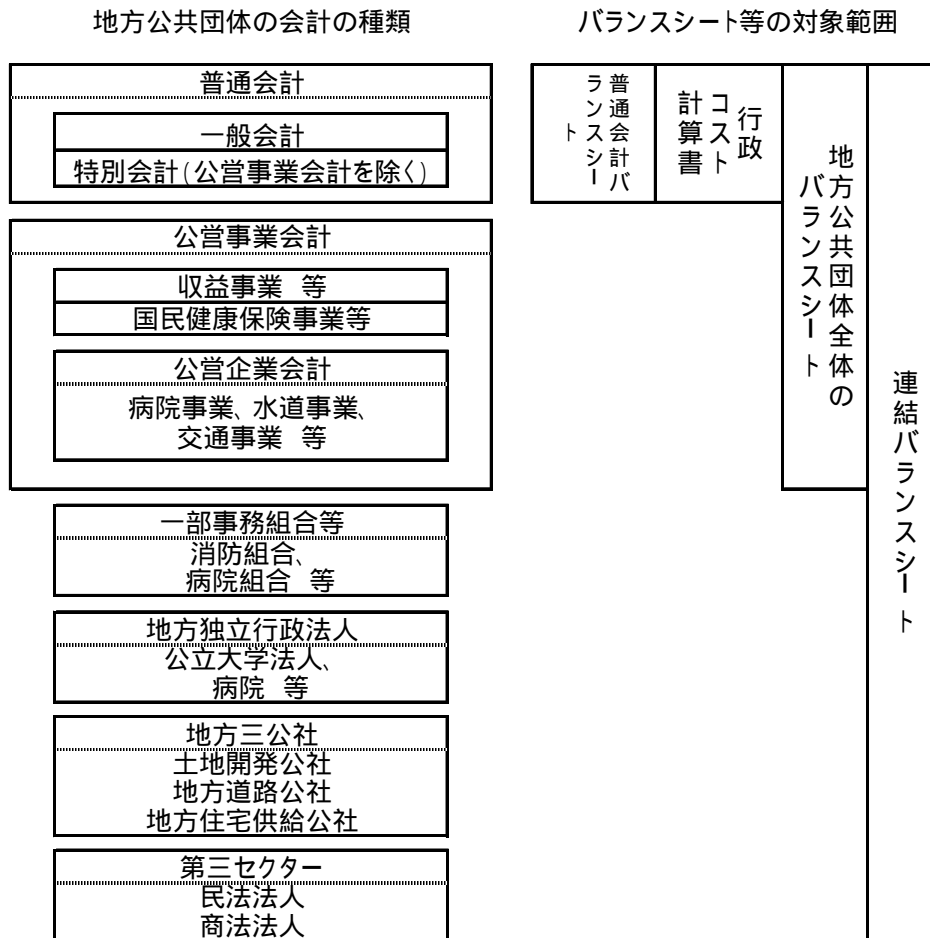 地方公共団体の会計の種類
バランスシート等の対象範囲
普通会計
一般会計
特別会計(公営事業会計を除く)
公営事業会計
収益事業 等
国民健康保険事業等
公営企業会計
病院事業、水道事業、
交通事業 等
一部事務組合等
消防組合、
病院組合 等
地方独立行政法人
公立大学法人、
病院 等
地方三公社
土地開発公社
地方道路公社
地方住宅供給公社
第三セクター
民法法人
商法法人
普通会計バ
ランスシー
ト
行政
コスト
計算書
地方公共団体全体の
バランスシート
連結バランスシート